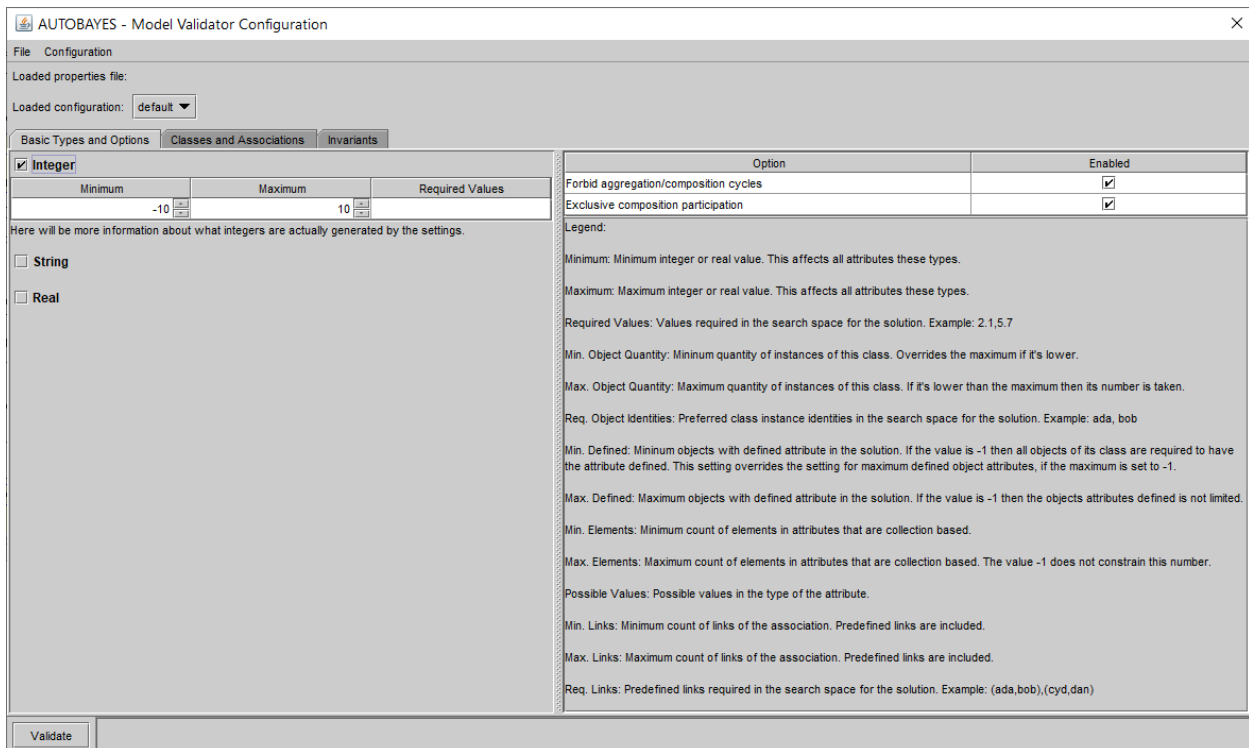 AUTOBAYES - Model Validator Configuration
File Configuration
Loaded properties file:
Loaded configuration: default
Basic Types and Options Classes and Associations Invariants
Integer
Minimum Maximum Required Values
-10 10
Here will be more information about what integers are actually generated by the settings.
String
Real
Option Enabled
Forbid aggregation/composition cycles
Exclusive composition participation
Legend:
Minimum: Minimum integer or real value. This affects all attributes these types.
Maximum: Maximum integer or real value. This affects all attributes these types.
Required Values: Values required in the search space for the solution. Example: 2.1,5.7
Min. Object Quantity: Mininum quantity of instances of this class. Overrides the maximum if it's lower.
Max. Object Quantity: Maximum quantity of instances of this class. If it's lower than the maximum then its number is taken.
Req. Object Identities: Preferred class instance identities in the search space for the solution. Example: ada, bob
Min. Defined: Mininum objects with defined attribute in the solution. If the value is -1 then all objects of its class are required to have
the attribute defined. This setting overrides the setting for maximum defined object attributes, if the maximum is set to -1.
Max. Defined: Maximum objects with defined attribute in the solution. If the value is -1 then the objects attributes defined is not limited.
Min. Elements: Minimum count of elements in attributes that are collection based.
Max. Elements: Maximum count of elements in attributes that are collection based. The value -1 does not constrain this number.
Possible Values: Possible values in the type of the attribute.
Min. Links: Minimum count of links of the association. Predefined links are included.
Max. Links: Maximum count of links of the association. Predefined links are included.
Req. Links: Predefined links required in the search space for the solution. Example: (ada,bob),(cyd,dan)
Validate